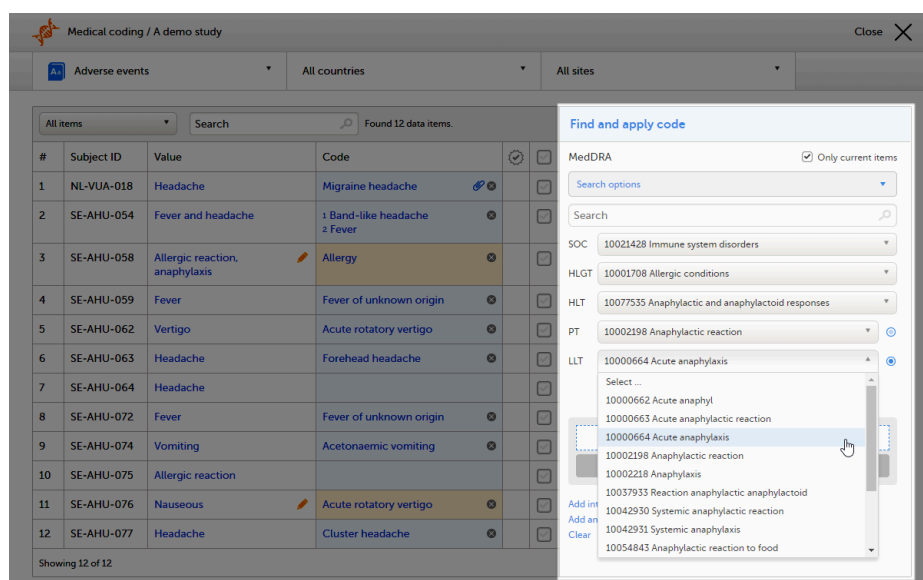 Medical coding / A demo study
Close
Adverse events
All countries
All sites
All items
Search
Found 12 data items.
# Subject ID Value Code
1 NL-VUA-018 Headache Migraine headache
2 SE-AHU-054 Fever and headache 1 Band-like headache
2 Fever
3 SE-AHU-058 Allergic reaction, Allergy
anaphylaxis
4 SE-AHU-059 Fever Fever of unknown origin
5 SE-AHU-062 Vertigo Acute rotatory vertigo
6 SE-AHU-063 Headache Forehead headache
7 SE-AHU-064 Headache
8 SE-AHU-072 Fever Fever of unknown origin
9 SE-AHU-074 Vomiting Acetonaemic vomiting
10 SE-AHU-075 Allergic reaction
11 SE-AHU-076 Nauseous Acute rotatory vertigo
12 SE-AHU-077 Headache Cluster headache
Showing 12 of 12
Find and apply code
MedDRA
Only current items
Search options
Search
SOC 10021428 Immune system disorders
HLGT 10001708 Allergic conditions
HLT 10077535 Anaphylactic and anaphylactoid responses
PT 10002198 Anaphylactic reaction
LLT 10000664 Acute anaphylaxis
Select ...
10000662 Acute anaphyl
10000663 Acute anaphylactic reaction
10000664 Acute anaphylaxis
10002198 Anaphylactic reaction
10002218 Anaphylaxis
10037933 Reaction anaphylactic anaphylactoid
10042930 Systemic anaphylactic reaction
10042931 Systemic anaphylaxis
10054843 Anaphylactic reaction to food
Add int
Add an
Clear